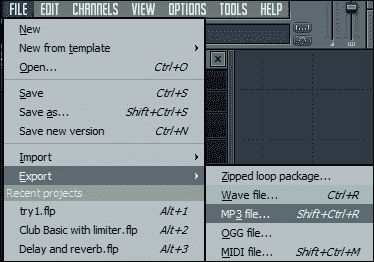 FILE EDIT CHANNELS VIEW OPTIONS TOOLS HELP
New
New from template
Open... Ctrl+O
Save Ctrl+S
Save as... Shift+Ctrl+S
Save new version Ctrl+N
Import
Export
Recent projects
try1.flp Alt+1
Club Basic with limiter.flp Alt+2
Delay and reverb.flp Alt+3
Zipped loop package...
Wave file... Ctrl+R
MP3 file... Shift+Ctrl+R
OGG file...
MIDI file... Shift+Ctrl+M